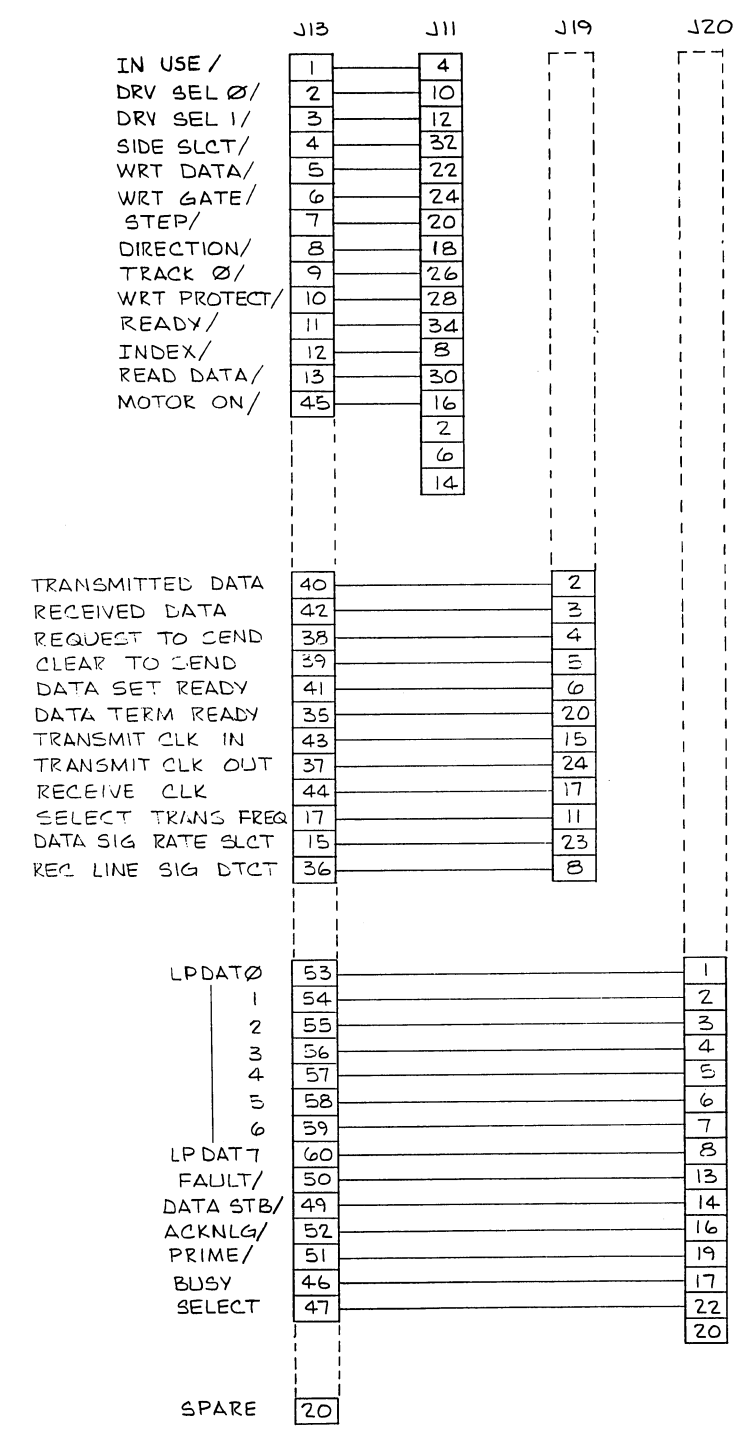 J13 J11 J19 J20
IN USE/ 1 4
DRV SEL Ø/ 2 10
DRV SEL 1/ 3 12
SIDE SLCT/ 4 32
WRT DATA/ 5 22
WRT GATE/ 6 24
STEP/ 7 20
DIRECTION/ 8 18
TRACK Ø/ 9 26
WRT PROTECT/ 10 28
READY/ 11 34
INDEX/ 12 8
READ DATA/ 13 30
MOTOR ON/ 45 16
2
6
14
TRANSMITTED DATA 40 2
RECEIVED DATA 42 3
REQUEST TO SEND 38 4
CLEAR TO SEND 39 5
DATA SET READY 41 6
DATA TERM READY 35 20
TRANSMIT CLK IN 43 15
TRANSMIT CLK OUT 37 24
RECEIVE CLK 44 17
SELECT TRANS FREQ 17 11
DATA SIG RATE SLCT 15 23
REC LINE SIG DTCT 36 8
LPDATØ 53 1
1 54 2
2 55 3
3 56 4
4 57 5
5 58 6
6 59 7
LPDAT7 60 8
FAULT/ 50 13
DATA STB/ 49 14
ACKNLG/ 52 16
PRIME/ 51 19
BUSY 46 17
SELECT 47 22
20
SPARE 20